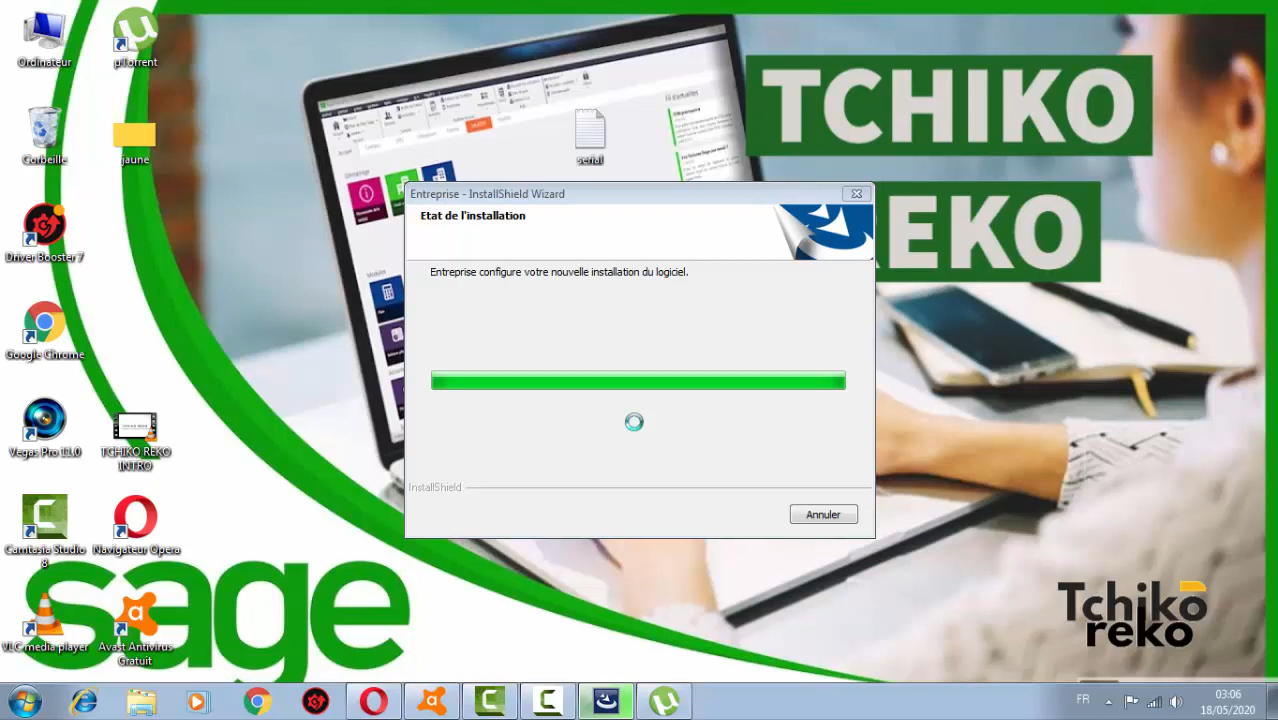 Ordinateur
µTorrent
Corbeille
jaune
Driver Booster 7
Google Chrome
Vegas Pro 11.0
TCHIKO REKO
INTRO
Camtasia Studio
8
Navigateur Opera
VLC media player
Avast Antivirus
Gratuit
serial
TCHIKO
REKO
Entreprise - InstallShield Wizard
Etat de l'installation
Entreprise configure votre nouvelle installation du logiciel.
InstallShield
Annuler
sage
Tchiko
reko
FR
03:06
18/05/2020